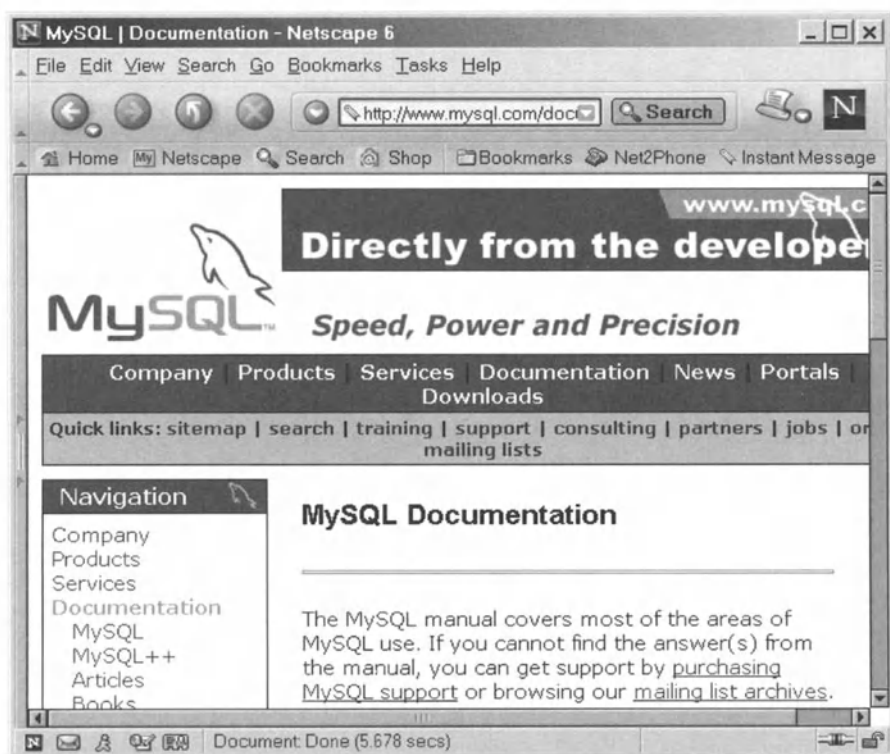 MySQL | Documentation - Netscape 6
File Edit View Search Go Bookmarks Tasks Help
http://www.mysql.com/doc Search N
Home My Netscape Search Shop Bookmarks Net2Phone Instant Message
www.mysql.c
Directly from the develope
MySQL™ Speed, Power and Precision
Company | Products | Services | Documentation | News | Portals |
Downloads
Quick links: sitemap | search | training | support | consulting | partners | jobs | or
mailing lists
Navigation
Company
Products
Services
Documentation
MySQL
MySQL++
Articles
Books
MySQL Documentation
The MySQL manual covers most of the areas of
MySQL use. If you cannot find the answer(s) from
the manual, you can get support by purchasing
MySQL support or browsing our mailing list archives.
Document: Done (5.678 secs)